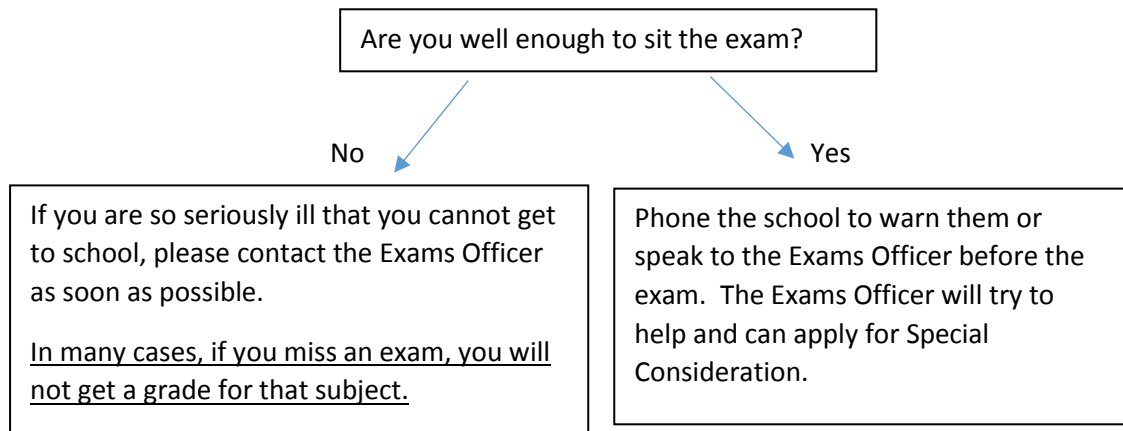 Are you well enough to sit the exam?
No
Yes
If you are so seriously ill that you cannot get
to school, please contact the Exams Officer
as soon as possible.
In many cases, if you miss an exam, you will
not get a grade for that subject.
Phone the school to warn them or
speak to the Exams Officer before the
exam.  The Exams Officer will try to
help and can apply for Special
Consideration.